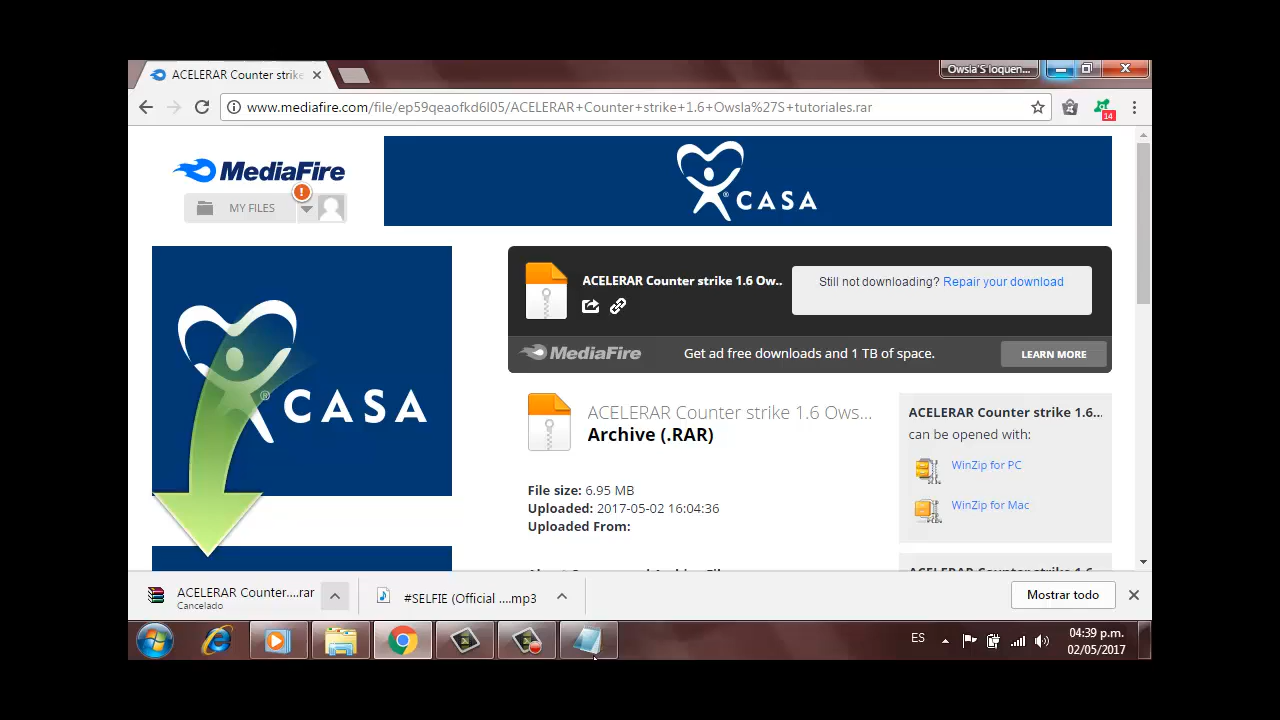 ACELERAR Counter strike
Owsla'S loquen...
www.mediafire.com/file/ep59qeaofkd6l05/ACELERAR+Counter+strike+1.6+Owsla%27S+tutoriales.rar
14
MediaFire
!
MY FILES
® CASA
® CASA
ACELERAR Counter strike 1.6 Ow..
Still not downloading? Repair your download
MediaFire
Get ad free downloads and 1 TB of space.
LEARN MORE
ACELERAR Counter strike 1.6 Ows...
Archive (.RAR)
File size: 6.95 MB
Uploaded: 2017-05-02 16:04:36
Uploaded From:
ACELERAR Counter strike 1.6...
can be opened with:
WinZip for PC
WinZip for Mac
ACELERAR Counter....rar
Cancelado
#SELFIE (Official ....mp3
Mostrar todo
ES
04:39 p.m.
02/05/2017